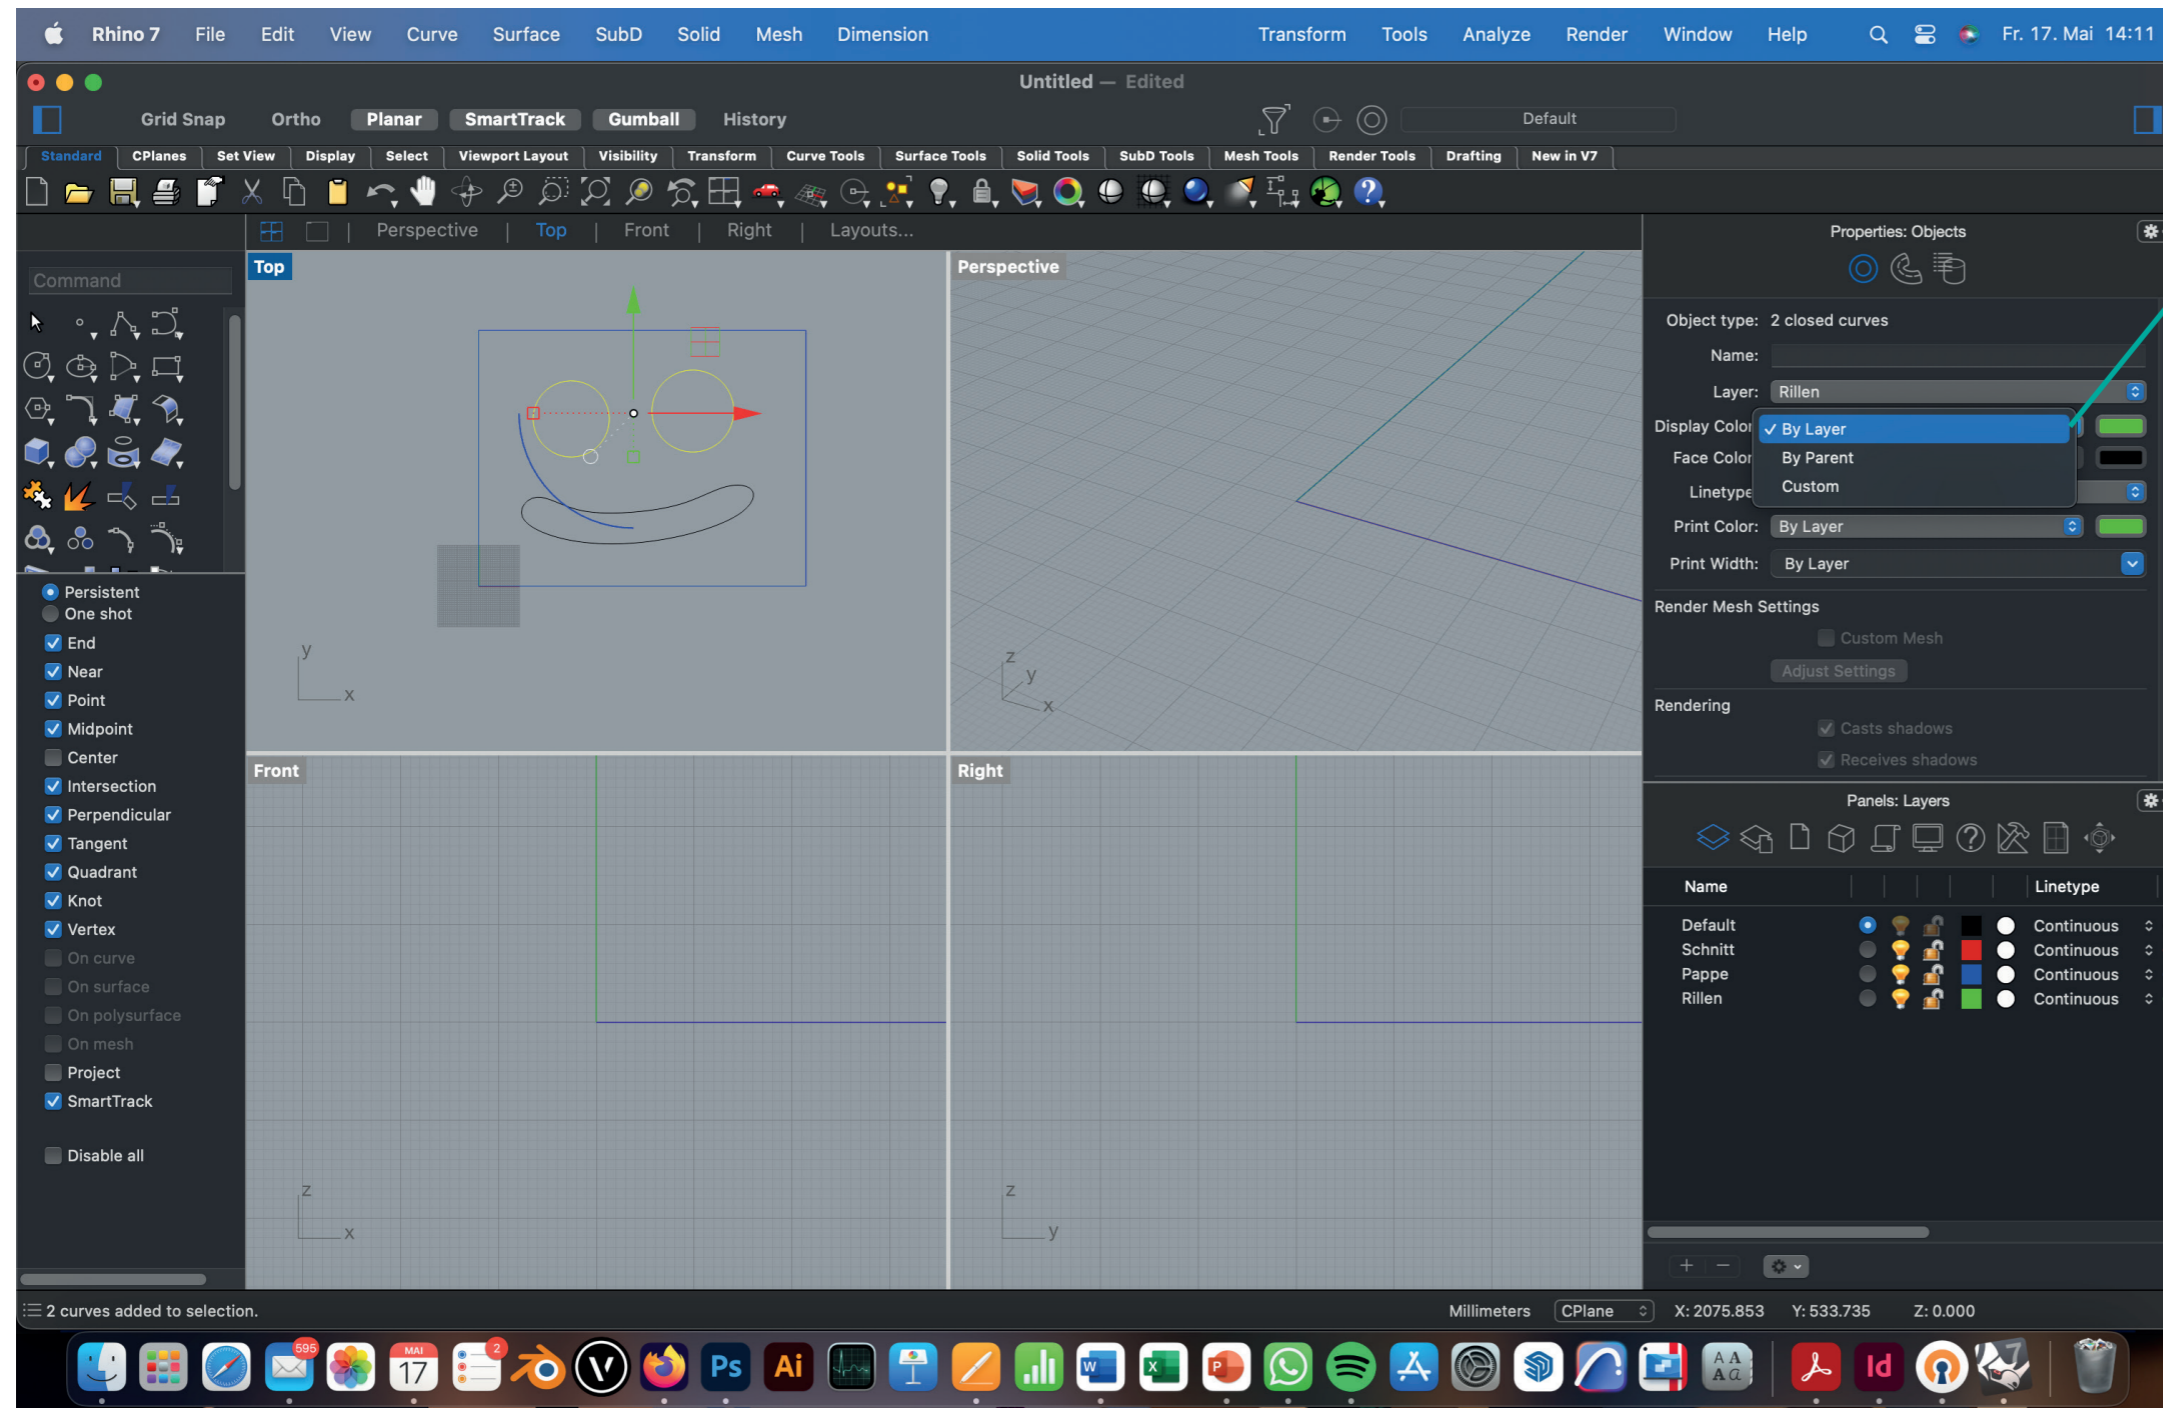 Rhino 7 File Edit View Curve Surface SubD Solid Mesh Dimension Transform Tools Analyze Render Window Help Fr. 17. Mai 14:11
Untitled — Edited
Grid Snap Ortho Planar SmartTrack Gumball History Default
Standard CPlanes Set View Display Select Viewport Layout Visibility Transform Curve Tools Surface Tools Solid Tools SubD Tools Mesh Tools Render Tools Drafting New in V7
Perspective | Top | Front | Right | Layouts...
Command
Top
Perspective
y
x
z
y
x
Front
Right
z
x
z
y
Persistent
One shot
End
Near
Point
Midpoint
Center
Intersection
Perpendicular
Tangent
Quadrant
Knot
Vertex
On curve
On surface
On polysurface
On mesh
Project
SmartTrack
Disable all
Properties: Objects
Object type: 2 closed curves
Name:
Layer: Rillen
Display Color
✓ By Layer
Face Color
By Parent
Linetype
Custom
Print Color: By Layer
Print Width: By Layer
Render Mesh Settings
Custom Mesh
Adjust Settings
Rendering
Casts shadows
Receives shadows
Panels: Layers
Name Linetype
Default Continuous
Schnitt Continuous
Pappe Continuous
Rillen Continuous
2 curves added to selection.
Millimeters CPlane X: 2075.853 Y: 533.735 Z: 0.000
595
MAI
17
2
Ps
Ai
W
X
P
A A
A a
Id